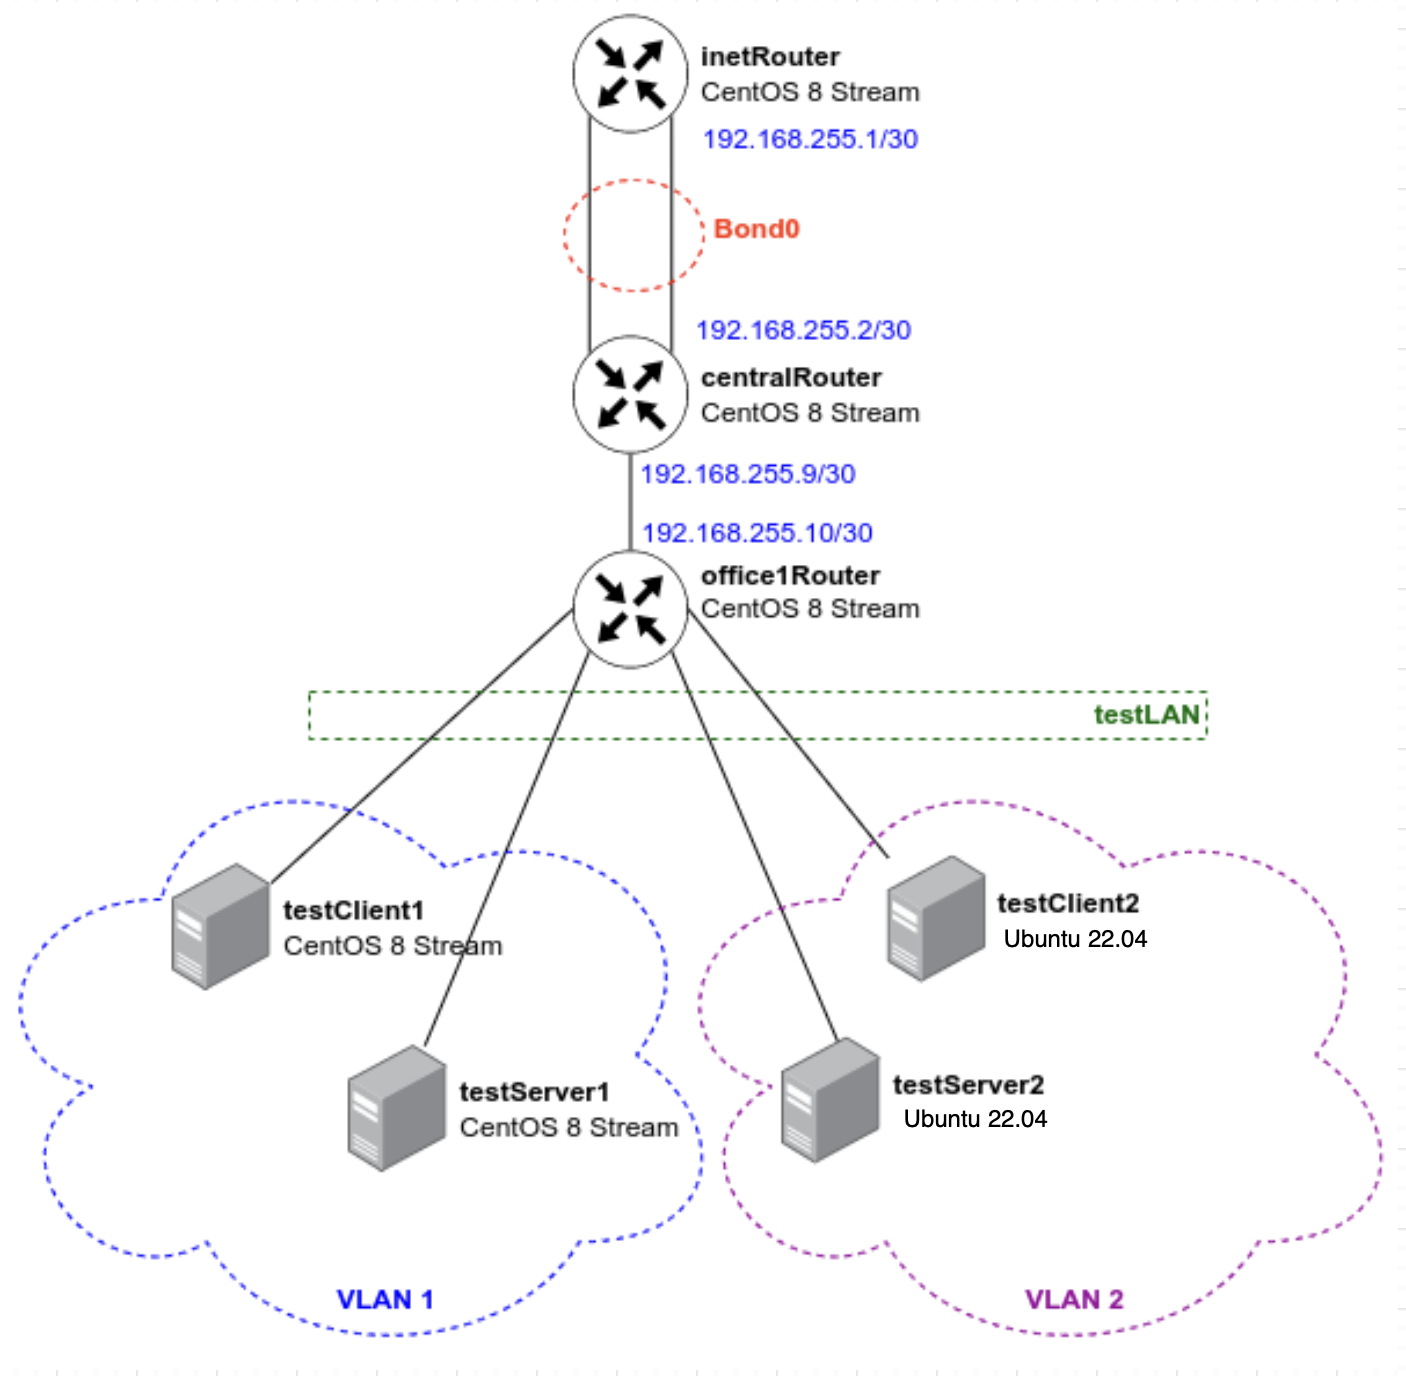 inetRouter
CentOS 8 Stream
192.168.255.1/30
Bond0
192.168.255.2/30
centralRouter
CentOS 8 Stream
192.168.255.9/30
192.168.255.10/30
office1Router
CentOS 8 Stream
testLAN
testClient1
CentOS 8 Stream
testClient2
Ubuntu 22.04
testServer1
CentOS 8 Stream
testServer2
Ubuntu 22.04
VLAN 1
VLAN 2